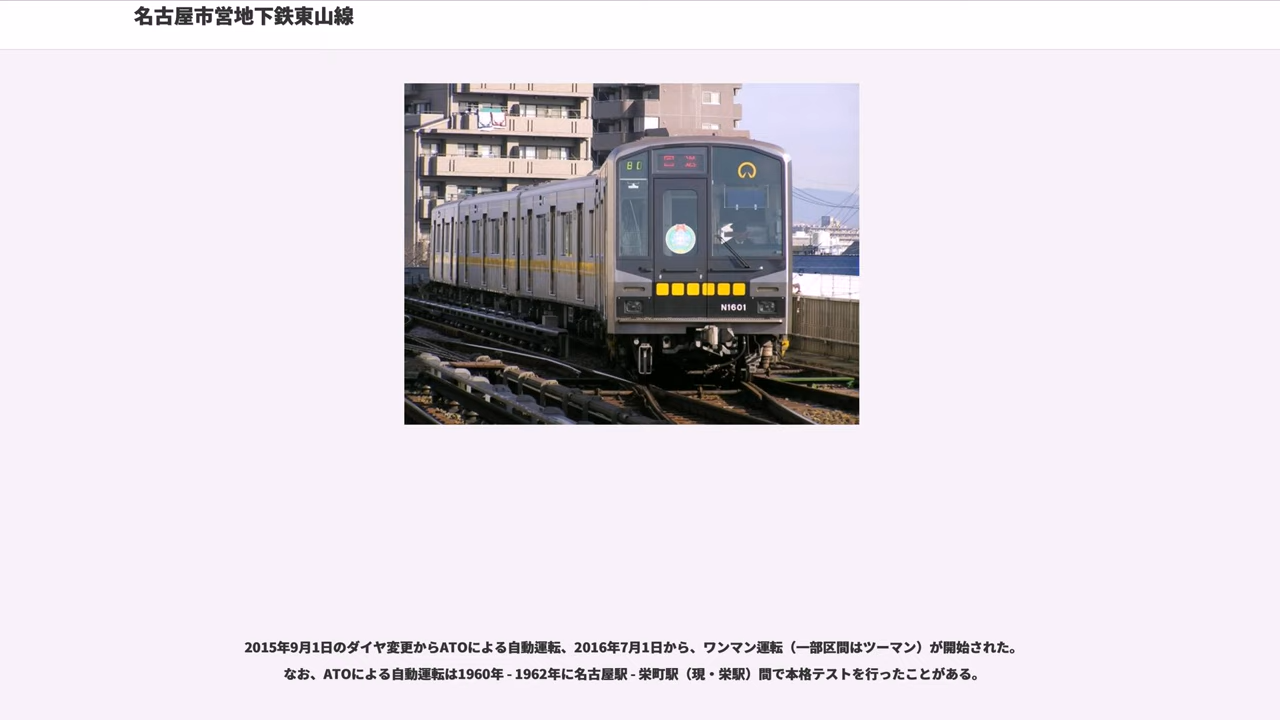 名古屋市営地下鉄東山線
80
N1601
2015年9月1日のダイヤ変更からATOによる自動運転、2016年7月1日から、ワンマン運転（一部区間はツーマン）が開始された。
なお、ATOによる自動運転は1960年 - 1962年に名古屋駅 - 栄町駅（現・栄駅）間で本格テストを行ったことがある。